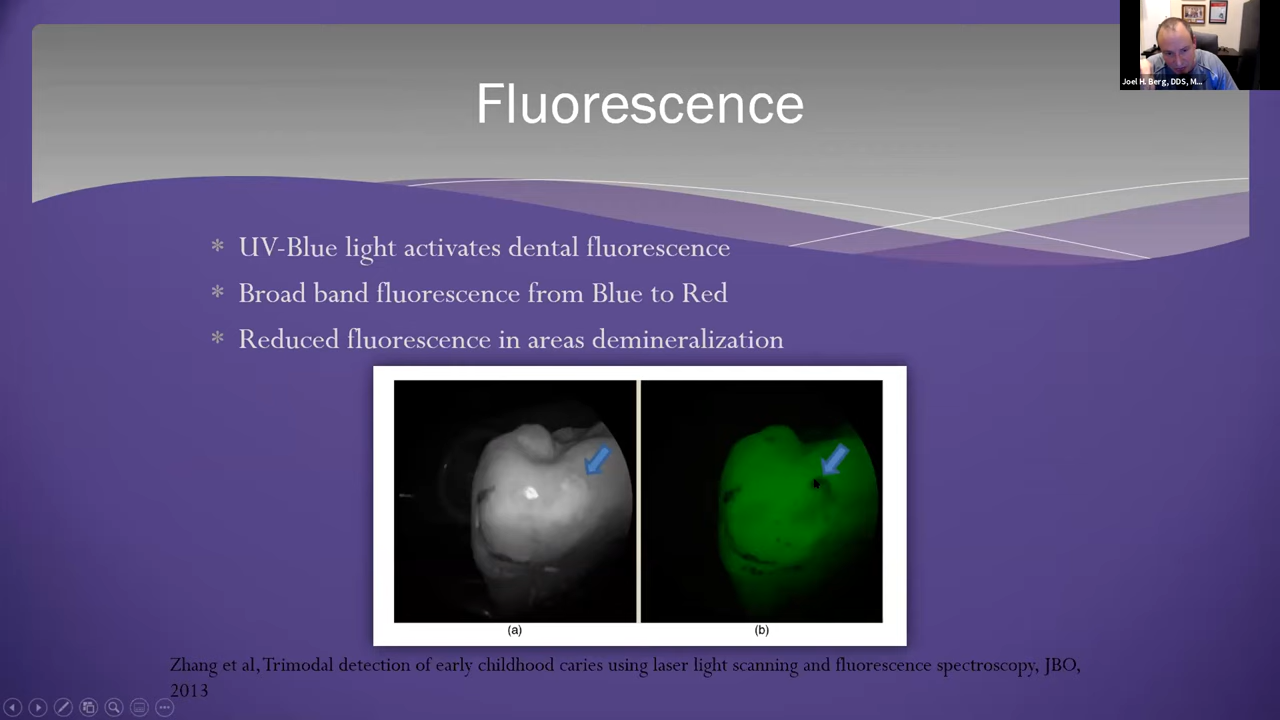 Joel H. Berg, DDS, M...
Fluorescence
* UV-Blue light activates dental fluorescence
* Broad band fluorescence from Blue to Red
* Reduced fluorescence in areas demineralization
(a)
(b)
Zhang et al, Trimodal detection of early childhood caries using laser light scanning and fluorescence spectroscopy, JBO,
2013